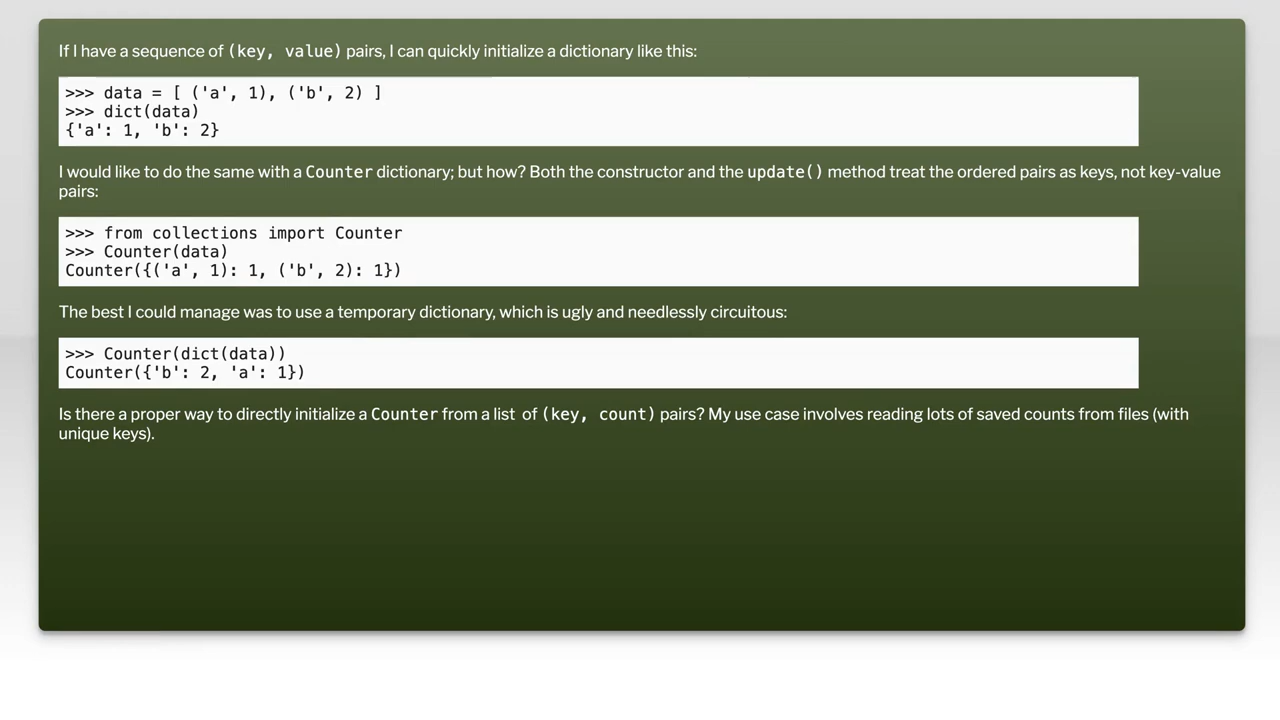 If I have a sequence of (key, value) pairs, I can quickly initialize a dictionary like this:
>>> data = [ ('a', 1), ('b', 2) ]
>>> dict(data)
{'a': 1, 'b': 2}
I would like to do the same with a Counter dictionary; but how? Both the constructor and the update() method treat the ordered pairs as keys, not key-value
pairs:
>>> from collections import Counter
>>> Counter(data)
Counter({('a', 1): 1, ('b', 2): 1})
The best I could manage was to use a temporary dictionary, which is ugly and needlessly circuitous:
>>> Counter(dict(data))
Counter({'b': 2, 'a': 1})
Is there a proper way to directly initialize a Counter from a list of (key, count) pairs? My use case involves reading lots of saved counts from files (with
unique keys).